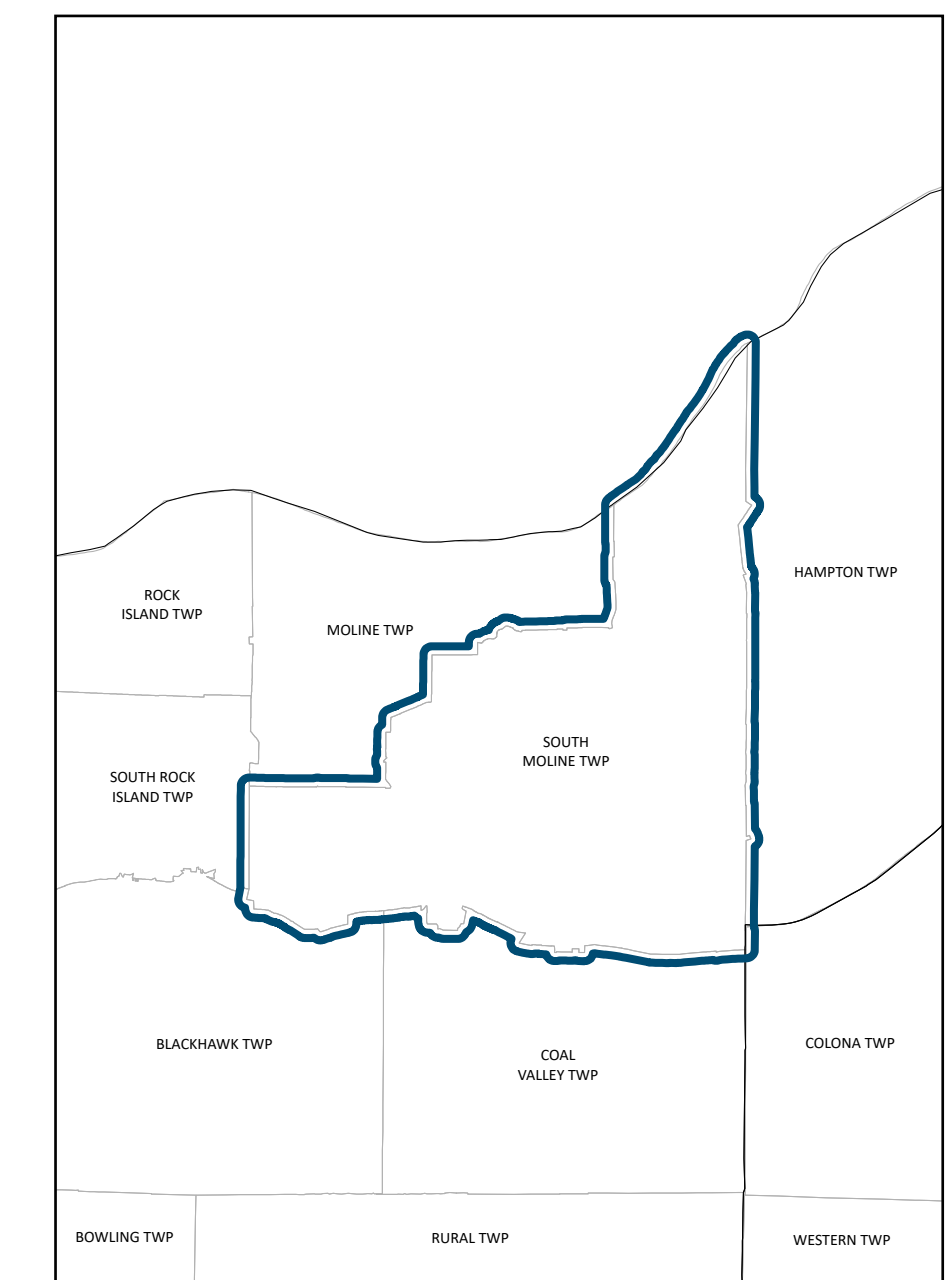 HAMPTON TWP
ROCK
ISLAND TWP
MOLINE TWP
SOUTH
MOLINE TWP
SOUTH ROCK
ISLAND TWP
BLACKHAWK TWP
COAL
VALLEY TWP
COLONA TWP
BOWLING TWP
RURAL TWP
WESTERN TWP